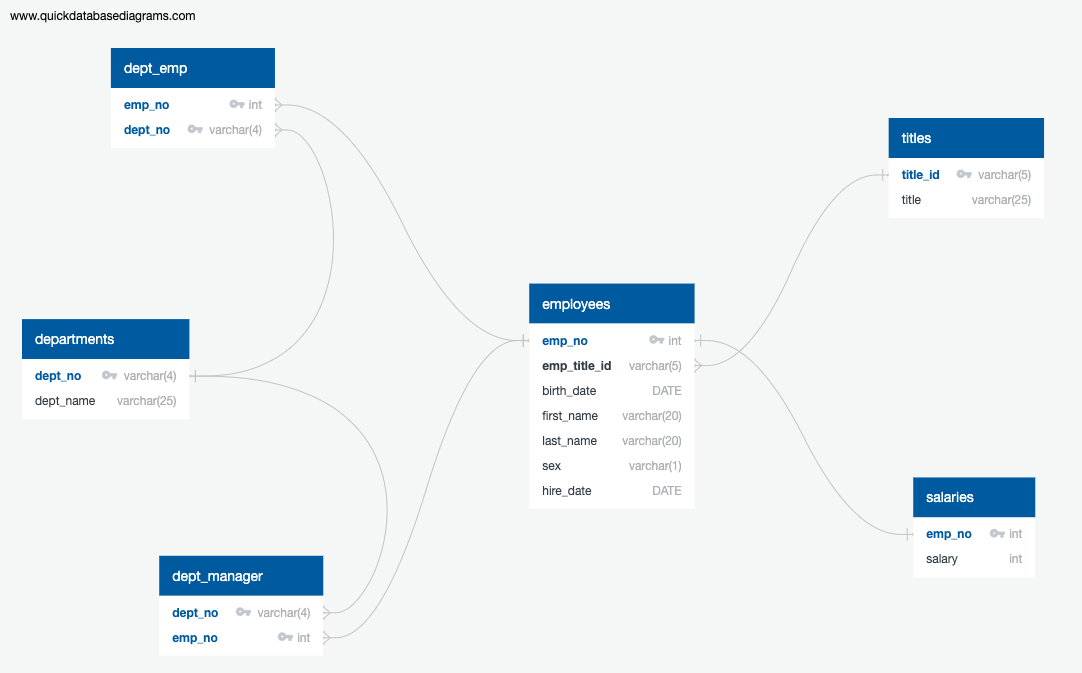 www.quickdatabasediagrams.com
dept_emp
emp_no int
dept_no varchar(4)
titles
title_id varchar(5)
title varchar(25)
employees
emp_no int
emp_title_id varchar(5)
birth_date DATE
first_name varchar(20)
last_name varchar(20)
sex varchar(1)
hire_date DATE
departments
dept_no varchar(4)
dept_name varchar(25)
salaries
emp_no int
salary int
dept_manager
dept_no varchar(4)
emp_no int